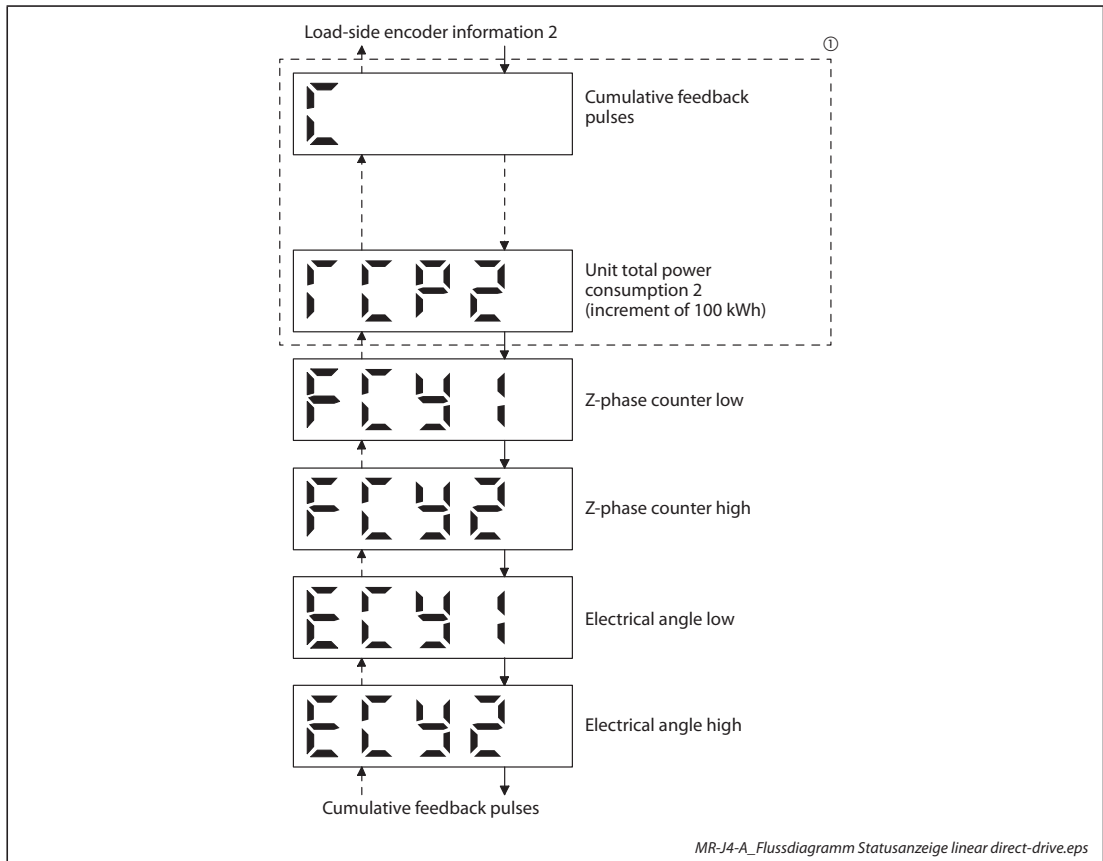 Load-side encoder information 2
①
C
Cumulative feedback
pulses
TCP2
Unit total power
consumption 2
(increment of 100 kWh)
FCY1
Z-phase counter low
FCY2
Z-phase counter high
ECY1
Electrical angle low
ECY2
Electrical angle high
Cumulative feedback pulses
MR-J4-A_Flussdiagramm Statusanzeige linear direct-drive.eps